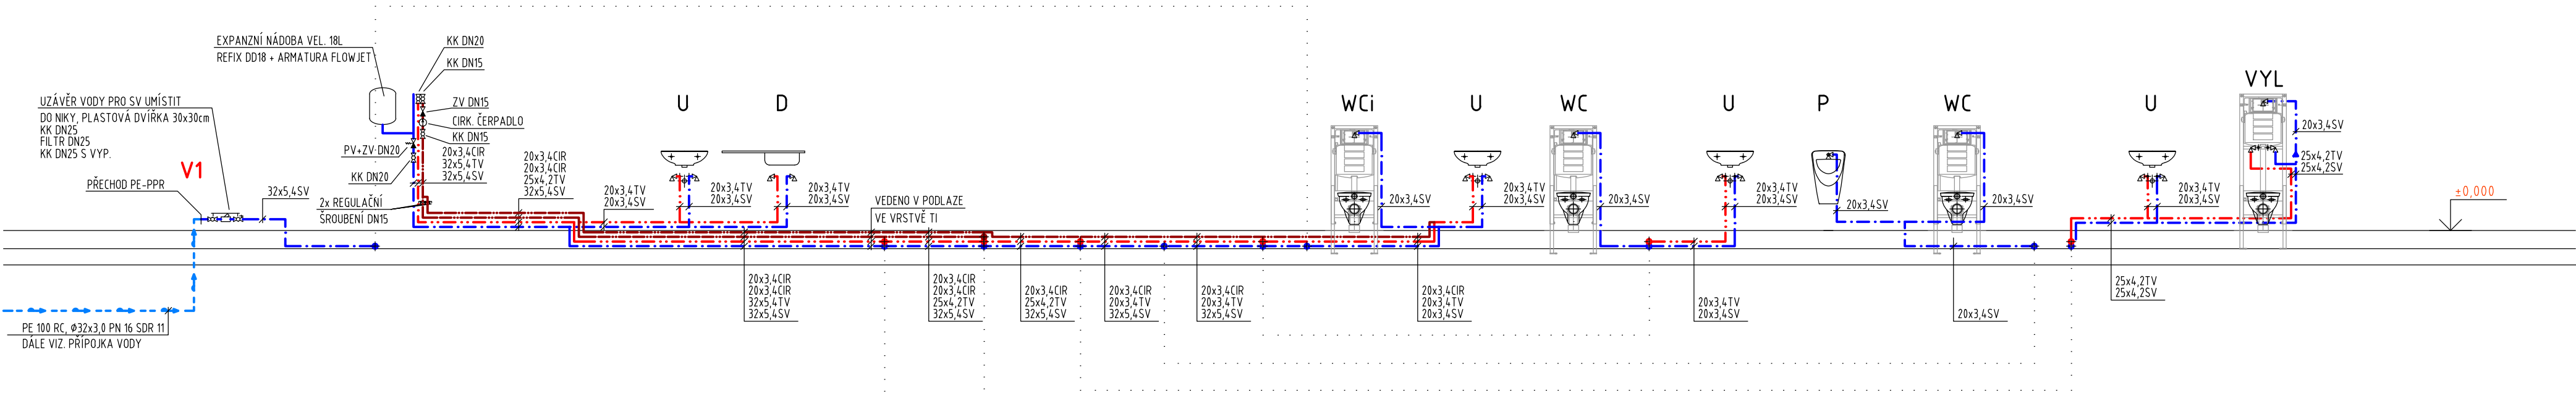 EXPANZNÍ NÁDOBA VEL. 18L
REFIX DD18 + ARMATURA FLOWJET
KK DN20
KK DN15
UZÁVĚR VODY PRO SV UMÍSTIT
DO NIKY, PLASTOVÁ DVÍŘKA 30x30cm
KK DN25
FILTR DN25
KK DN25 S VYP.
ZV DN15
CIRK. ČERPADLO
KK DN15
PV+ZV DN20
KK DN20
20x3,4CIR
32x5,4TV
32x5,4SV
V1
PŘECHOD PE-PPR
32x5,4SV
2x REGULAČNÍ
ŠROUBENÍ DN15
20x3,4CIR
20x3,4CIR
25x4,2TV
32x5,4SV
U
D
20x3,4TV
20x3,4SV
20x3,4TV
20x3,4SV
20x3,4TV
20x3,4SV
VEDENO V PODLAZE
VE VRSTVĚ TI
WCi
U
WC
U
P
WC
U
VYL
20x3,4SV
20x3,4TV
20x3,4SV
20x3,4SV
20x3,4TV
20x3,4SV
20x3,4SV
20x3,4SV
20x3,4TV
20x3,4SV
20x3,4SV
25x4,2TV
25x4,2SV
±0,000
20x3,4CIR
20x3,4CIR
32x5,4TV
32x5,4SV
20x3,4CIR
20x3,4CIR
25x4,2TV
32x5,4SV
20x3,4CIR
25x4,2TV
32x5,4SV
20x3,4CIR
20x3,4TV
32x5,4SV
20x3,4CIR
20x3,4TV
32x5,4SV
20x3,4CIR
20x3,4TV
20x3,4SV
20x3,4TV
20x3,4SV
20x3,4SV
25x4,2TV
25x4,2SV
PE 100 RC, Ø32x3,0 PN 16 SDR 11
DÁLE VIZ. PŘÍPOJKA VODY